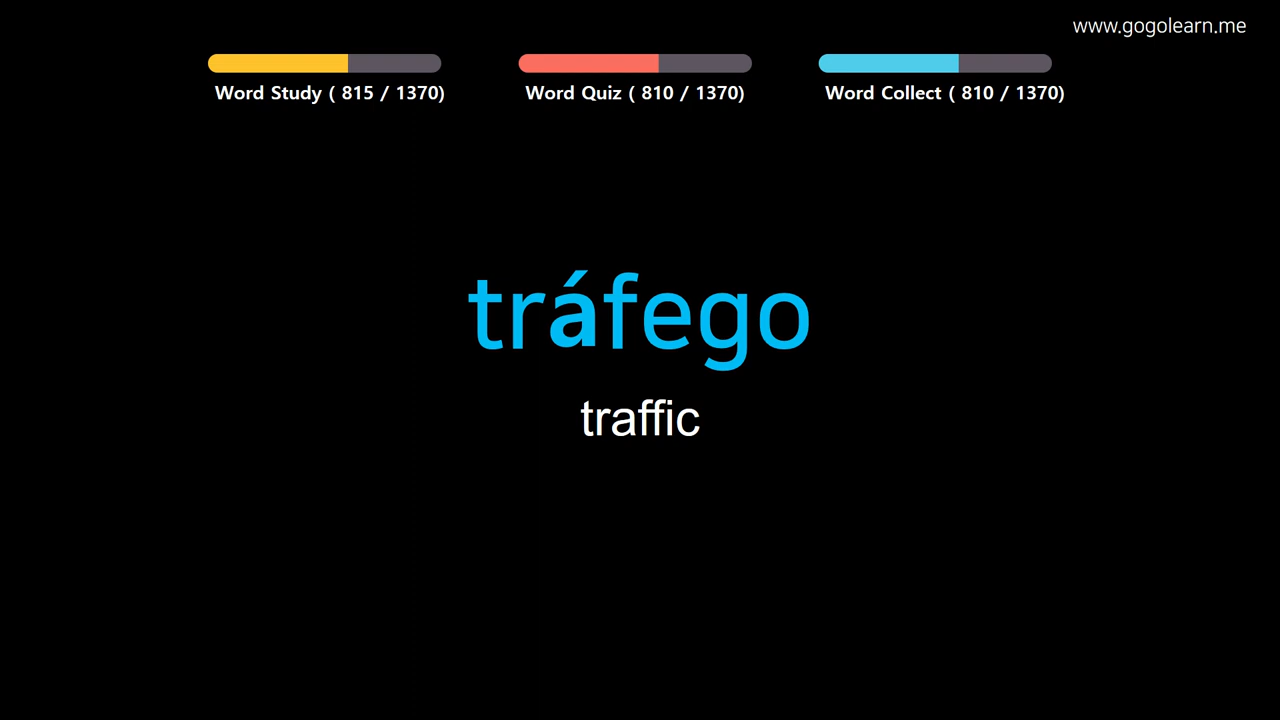 www.gogolearn.me
Word Study ( 815 / 1370)
Word Quiz ( 810 / 1370)
Word Collect ( 810 / 1370)
tráfego
traffic